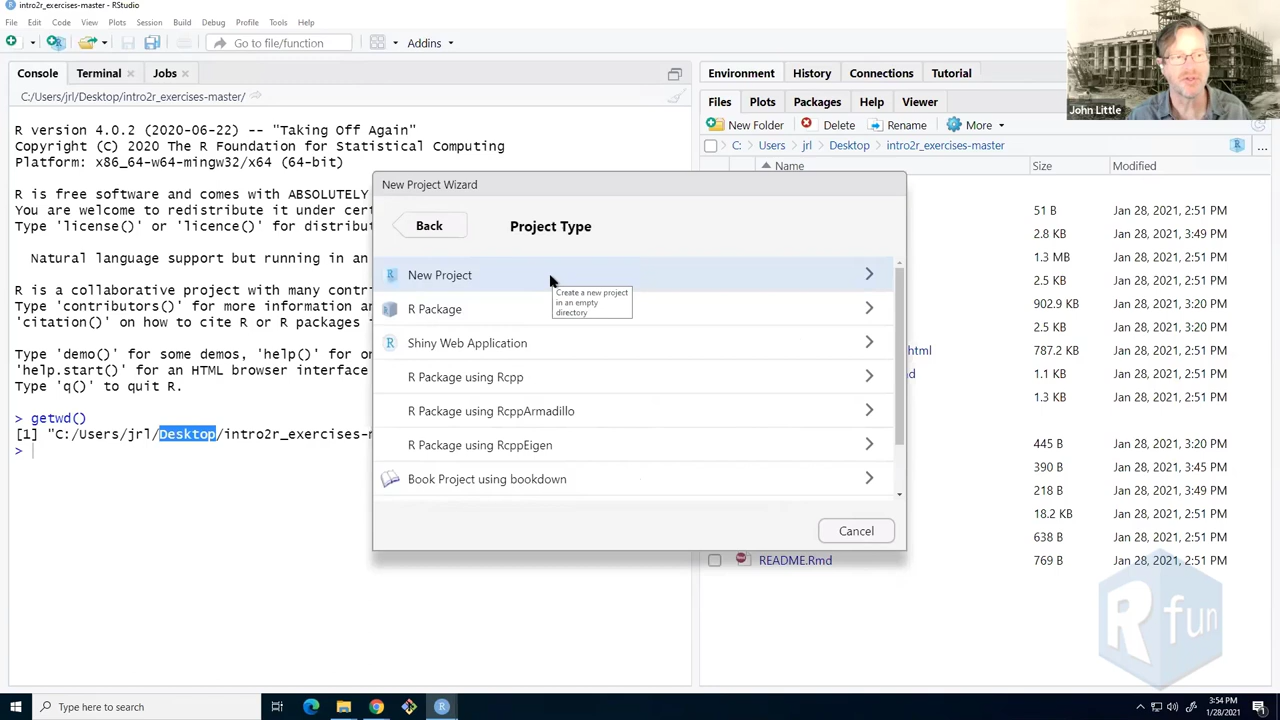 intro2r_exercises-master - RStudio
File Edit Code View Plots Session Build Debug Profile Tools Help
Go to file/function Addins
Console Terminal Jobs
C:/Users/jrl/Desktop/intro2r_exercises-master/
R version 4.0.2 (2020-06-22) -- "Taking Off Again"
Copyright (C) 2020 The R Foundation for Statistical Computing
Platform: x86_64-w64-mingw32/x64 (64-bit)
R is free software and comes with ABSOLUTELY
You are welcome to redistribute it under cer
Type 'license()' or 'licence()' for distribut
Natural language support but running in an
R is a collaborative project with many contri
Type 'contributors()' for more information an
'citation()' on how to cite R or R packages
Type 'demo()' for some demos, 'help()' for on
'help.start()' for an HTML browser interface
Type 'q()' to quit R.
> getwd()
[1] "C:/Users/jrl/Desktop/intro2r_exercises-m
>
New Project Wizard
Back
Project Type
New Project
Create a new project
in an empty
directory
R Package
Shiny Web Application
R Package using Rcpp
R Package using RcppArmadillo
R Package using RcppEigen
Book Project using bookdown
Cancel
Environment History Connections Tutorial
Files Plots Packages Help Viewer
New Folder Delete Rename More
C: Users jrl Desktop intro2r_exercises-master ...
Name Size Modified
51 B Jan 28, 2021, 2:51 PM
2.8 KB Jan 28, 2021, 3:49 PM
1.3 MB Jan 28, 2021, 2:51 PM
2.5 KB Jan 28, 2021, 2:51 PM
902.9 KB Jan 28, 2021, 3:20 PM
2.5 KB Jan 28, 2021, 3:20 PM
html 787.2 KB Jan 28, 2021, 3:20 PM
d 1.1 KB Jan 28, 2021, 2:51 PM
1.3 KB Jan 28, 2021, 2:51 PM
445 B Jan 28, 2021, 3:20 PM
390 B Jan 28, 2021, 3:45 PM
218 B Jan 28, 2021, 3:49 PM
18.2 KB Jan 28, 2021, 2:51 PM
638 B Jan 28, 2021, 2:51 PM
README.Rmd 769 B Jan 28, 2021, 2:51 PM
John Little
R fun
Type here to search
3:54 PM
1/28/2021